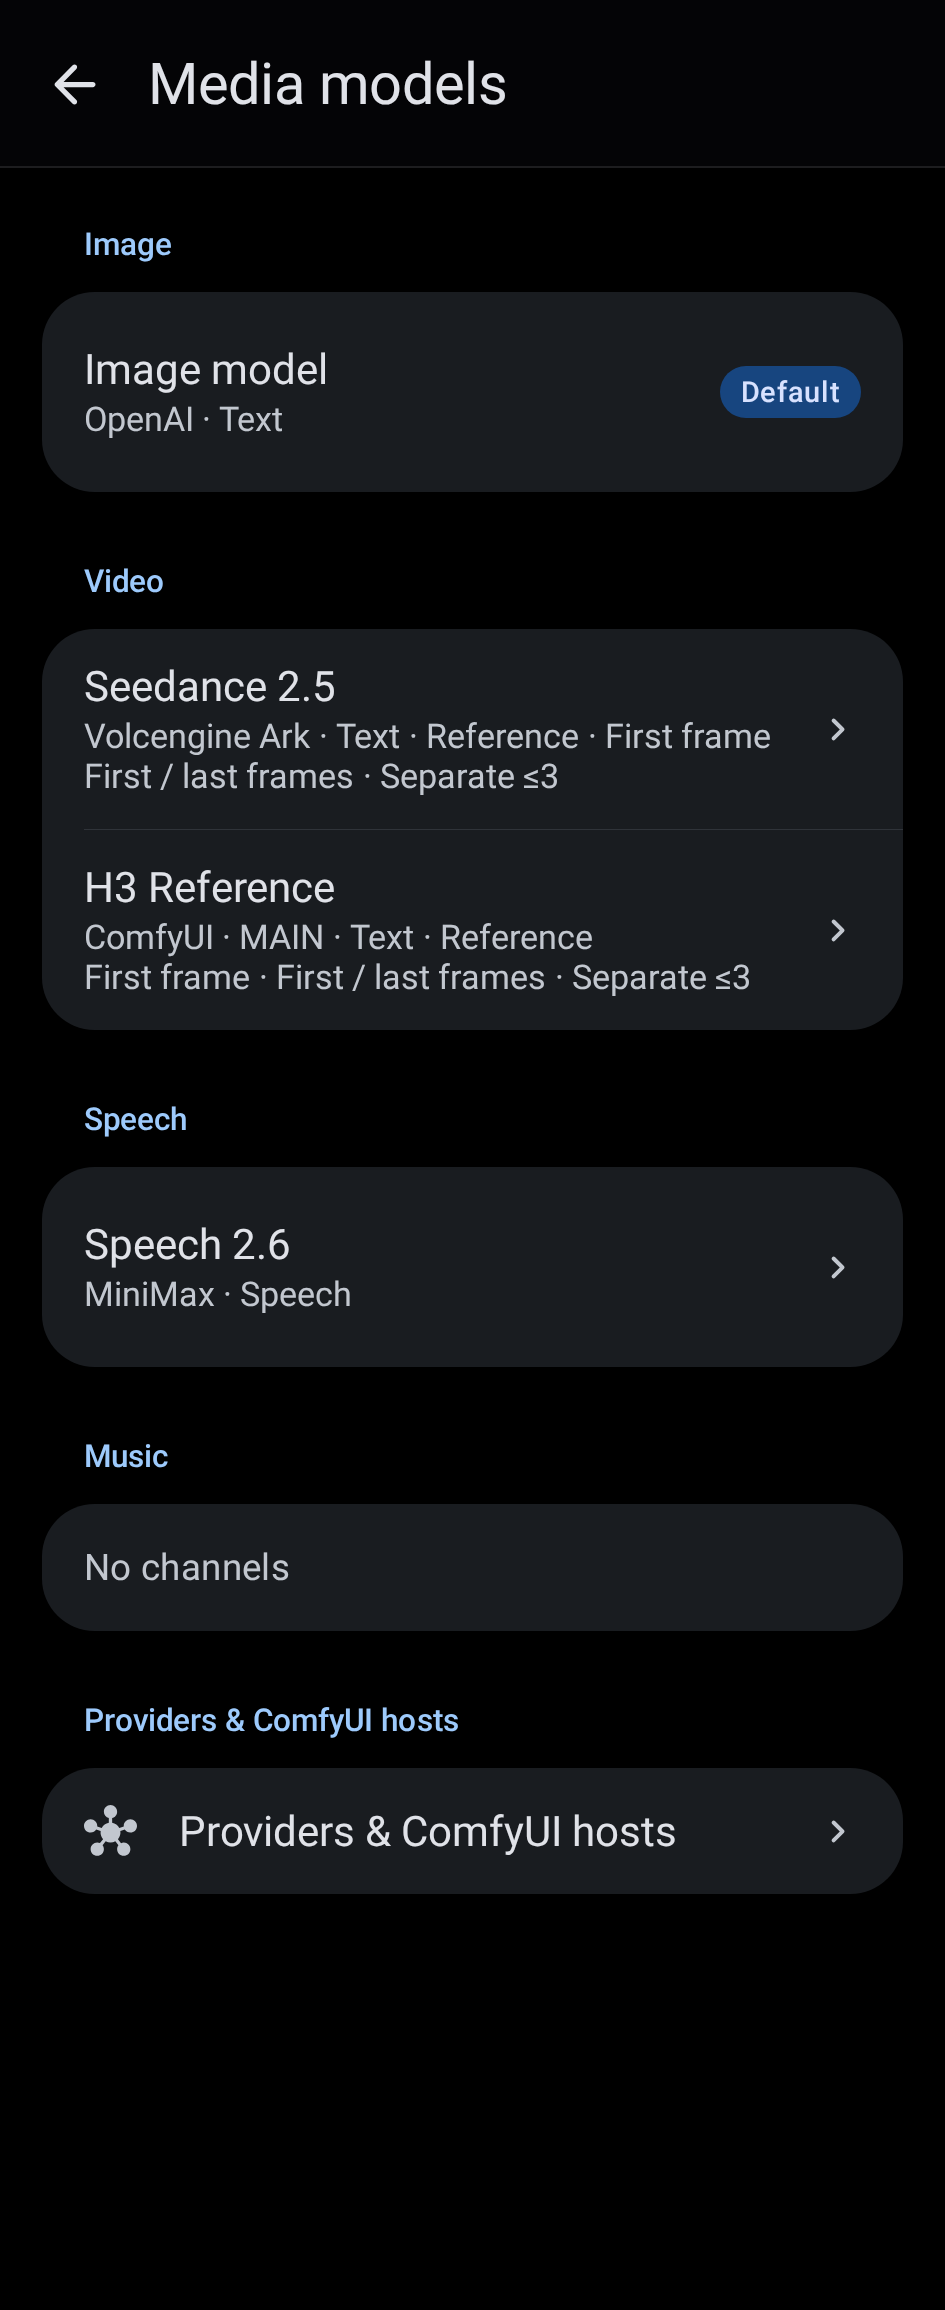 Media models
Image
Image model
OpenAI · Text
Default
Video
Seedance 2.5
Volcengine Ark · Text · Reference · First frame
First / last frames · Separate ≤3
H3 Reference
ComfyUI · MAIN · Text · Reference
First frame · First / last frames · Separate ≤3
Speech
Speech 2.6
MiniMax · Speech
Music
No channels
Providers & ComfyUI hosts
Providers & ComfyUI hosts